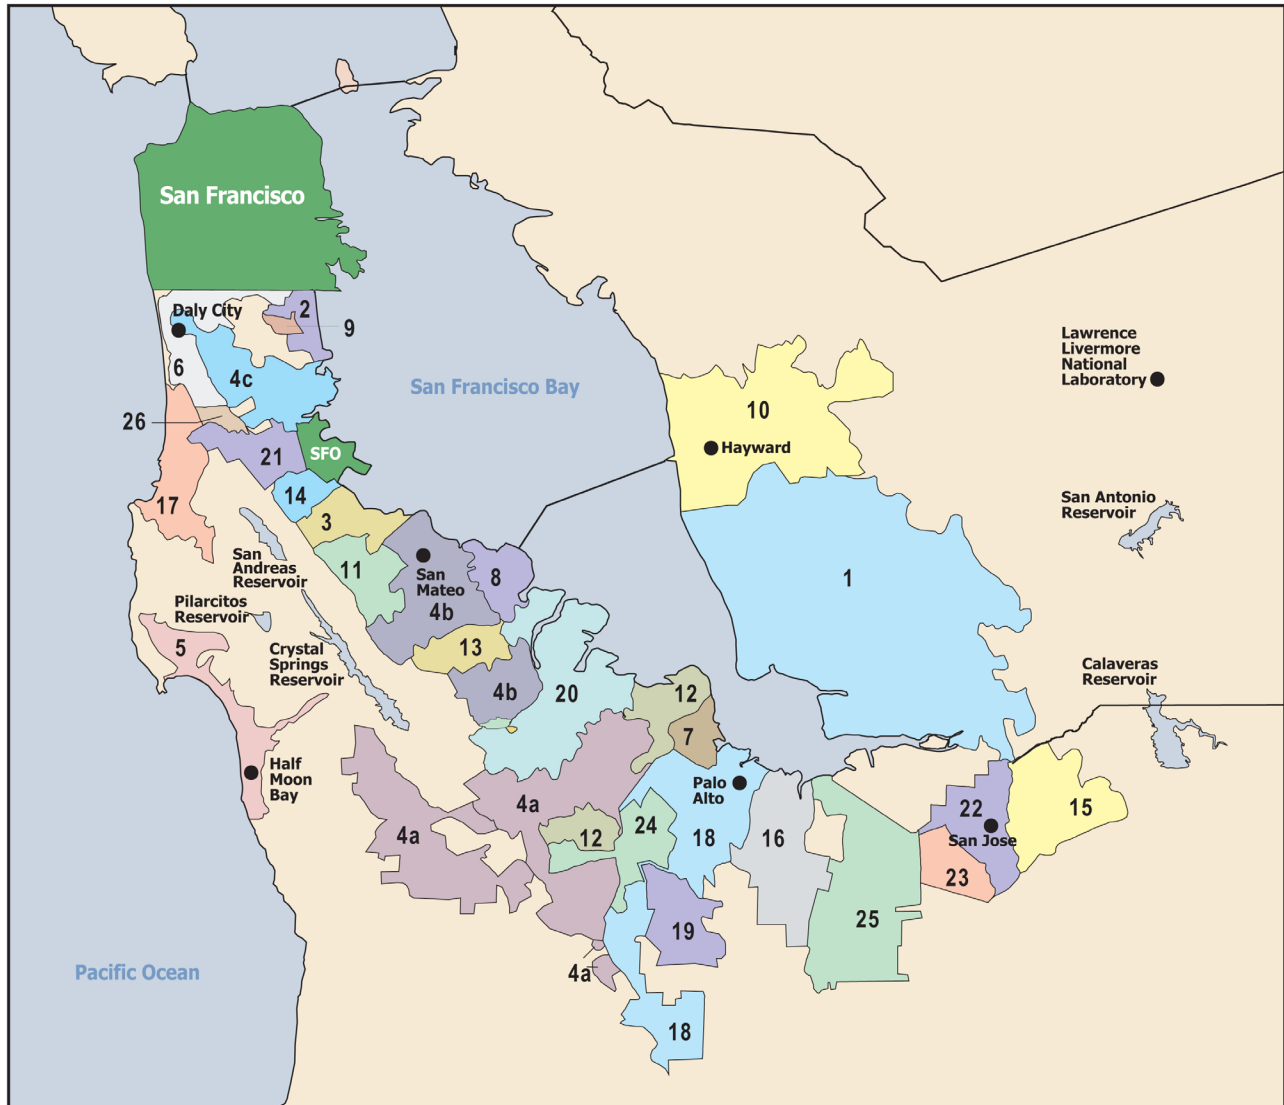 San Francisco
Daly City
2
9
6
4c
26
21
SFO
14
17
3
San Francisco Bay
Lawrence
Livermore
National
Laboratory
10
Hayward
San Antonio
Reservoir
San
Andreas
Reservoir
11
San
Mateo
4b
8
1
Pilarcitos
Reservoir
5
Crystal
Springs
Reservoir
13
4b
20
12
7
Calaveras
Reservoir
Half
Moon
Bay
Palo
Alto
4a
4a
12
24
18
16
22
San Jose
15
23
25
19
4a
18
Pacific Ocean